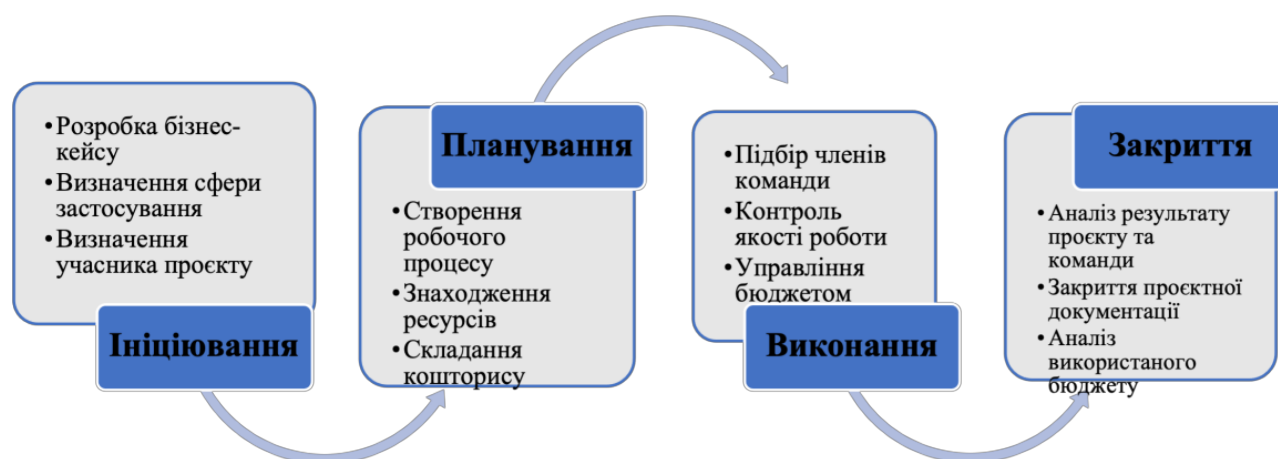 •Розробка бізнес-
кейсу
•Визначення сфери
застосування
•Визначення
учасника проєкту
Ініціювання
Планування
•Створення
робочого
процесу
•Знаходження
ресурсів
•Складання
кошторису
•Підбір членів
команди
•Контроль
якості роботи
•Управління
бюджетом
Виконання
Закриття
•Аналіз результату
проєкту та
команди
•Закриття проєктної
документації
•Аналіз
використаного
бюджету